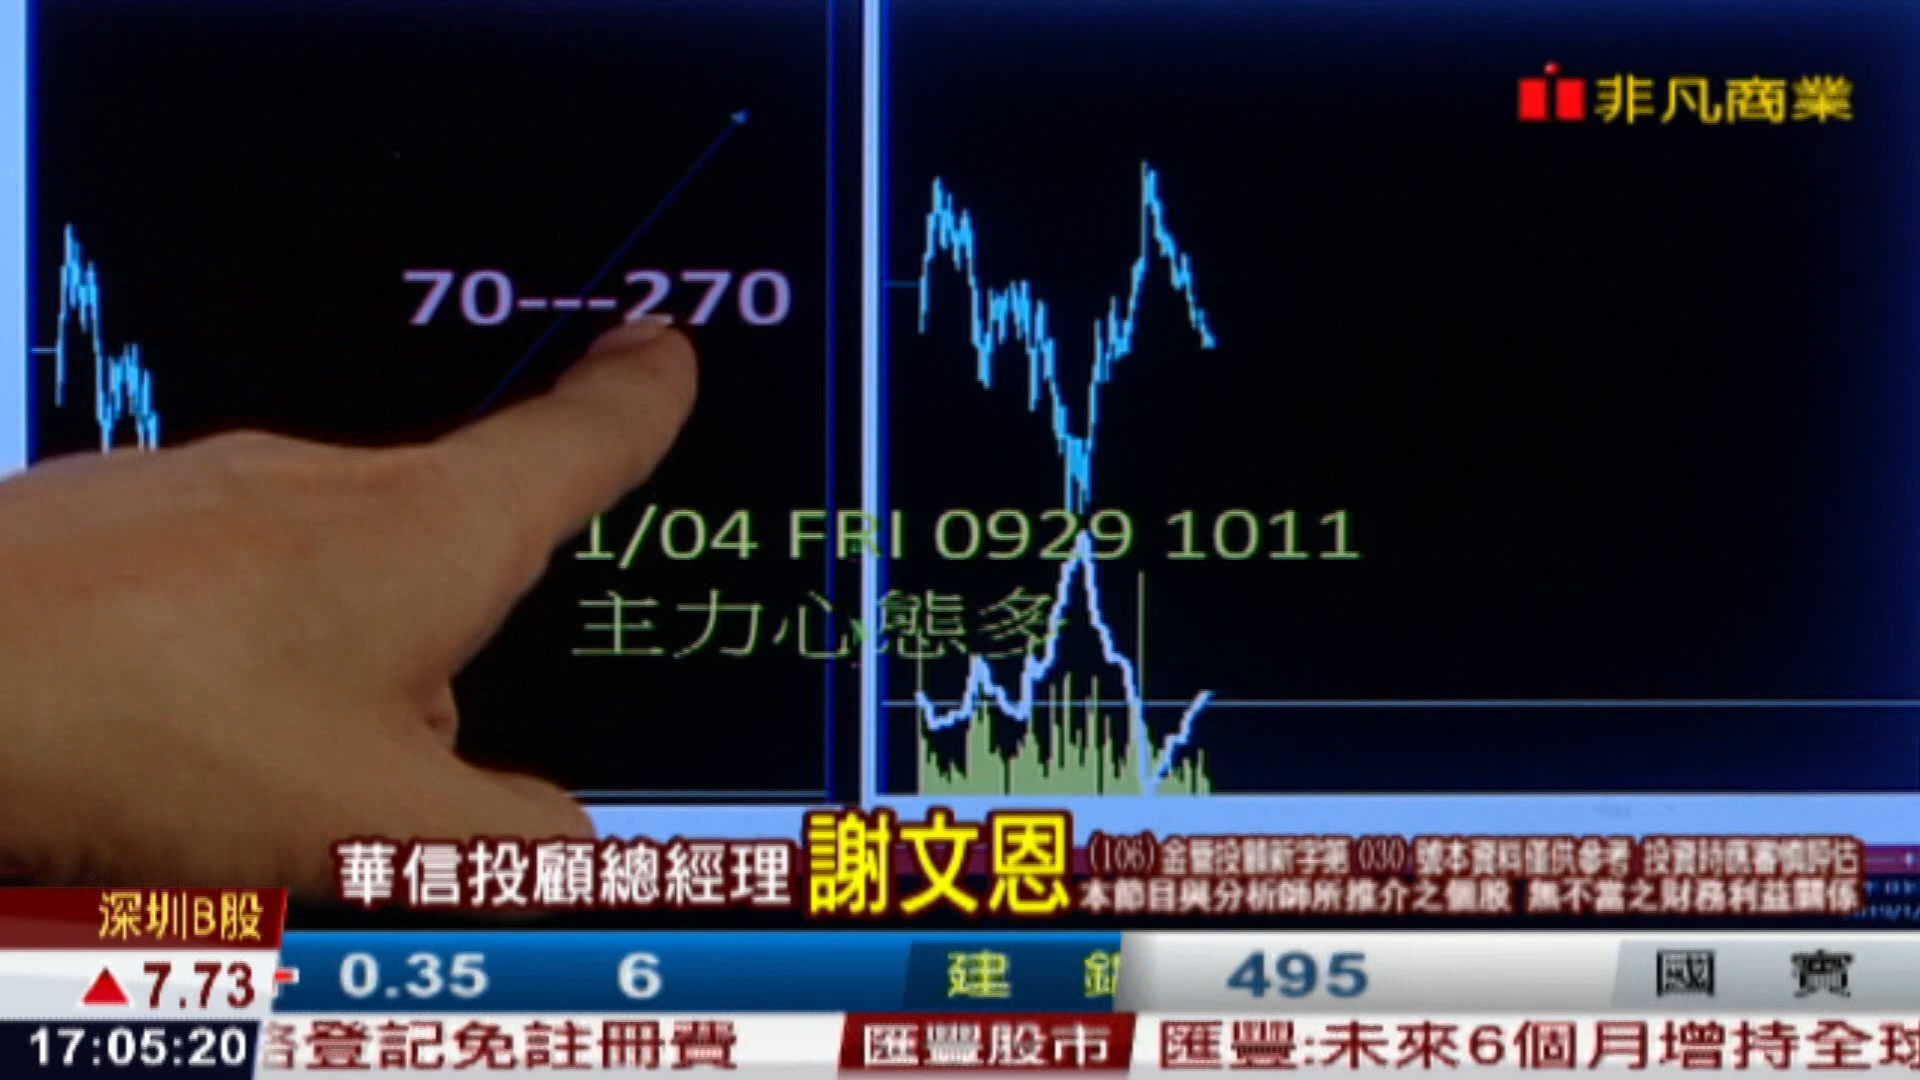 非凡商業
70---270
1/04 FRI 0929 1011
主力心態多
華信投顧總經理 謝文恩
(106)金管投顧新字第 030 號本資料僅供參考 投資時應審慎評估
本節目與分析師所推介之個股 無不當之財務利益關係
深圳B股
▲7.73
0.35 6 建 495 國 賓
17:05:20
登記免註冊費 匯豐股市 匯豐:未來6個月增持全球